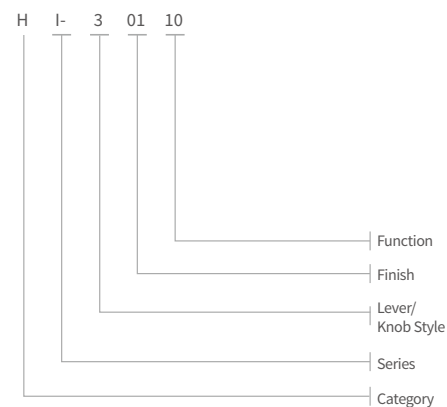 H I- 3 01 10
Function
Finish
Lever/
Knob Style
Series
Category